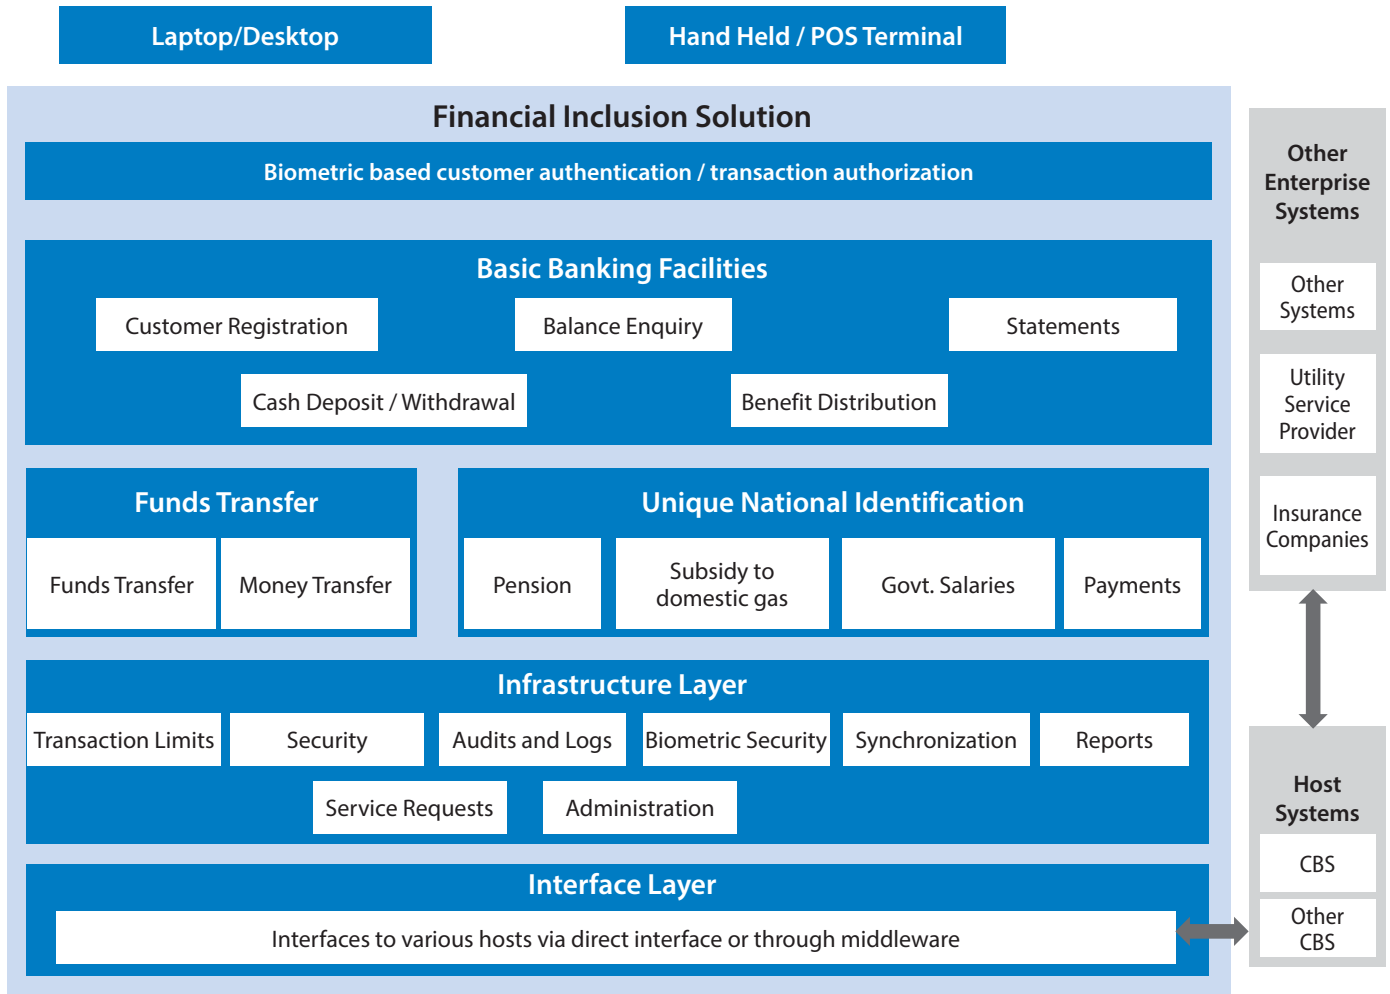 Laptop/Desktop
Hand Held / POS Terminal
Financial Inclusion Solution
Biometric based customer authentication / transaction authorization
Basic Banking Facilities
Customer Registration
Balance Enquiry
Statements
Cash Deposit / Withdrawal
Benefit Distribution
Funds Transfer
Funds Transfer
Money Transfer
Unique National Identification
Pension
Subsidy to
domestic gas
Govt. Salaries
Payments
Infrastructure Layer
Transaction Limits
Security
Audits and Logs
Biometric Security
Synchronization
Reports
Service Requests
Administration
Interface Layer
Interfaces to various hosts via direct interface or through middleware
Other
Enterprise
Systems
Other
Systems
Utility
Service
Provider
Insurance
Companies
Host
Systems
CBS
Other
CBS